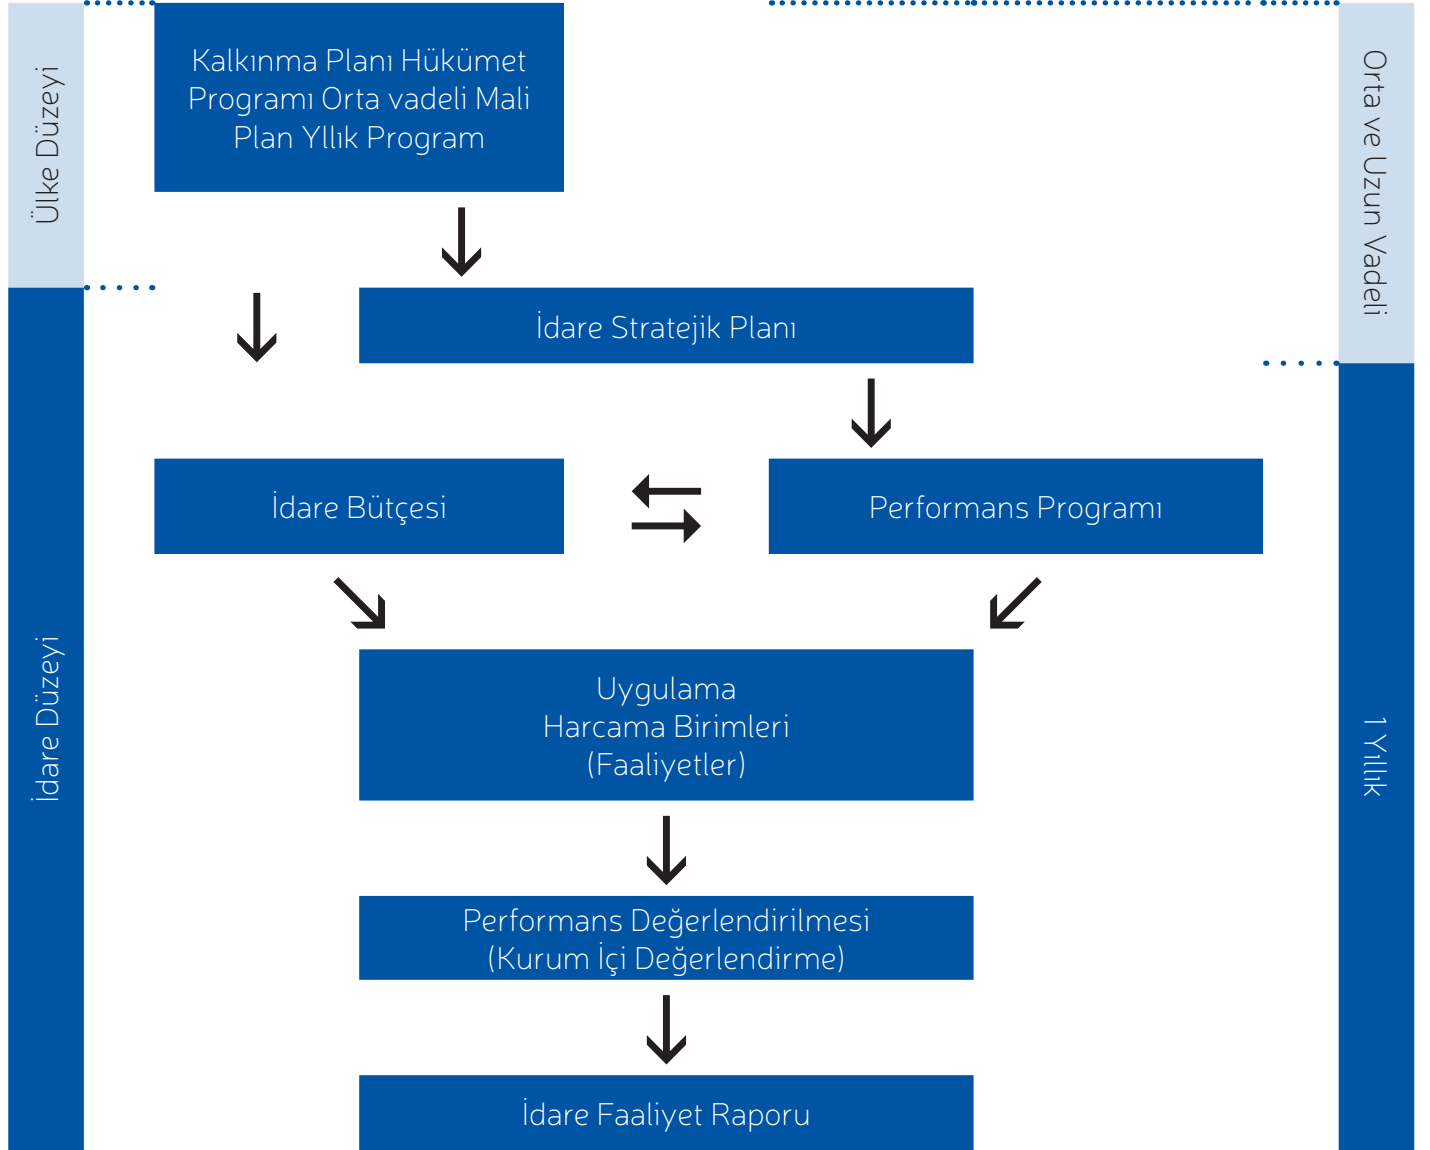 Ülke Düzeyi
Kalkınma Planı Hükümet
Programı Orta vadeli Mali
Plan Yllık Program
Orta ve Uzun Vadeli
İdare Stratejik Planı
İdare Bütçesi
Performans Programı
İdare Düzeyi
Uygulama
Harcama Birimleri
(Faaliyetler)
1 Yıllık
Performans Değerlendirilmesi
(Kurum İçi Değerlendirme)
İdare Faaliyet Raporu